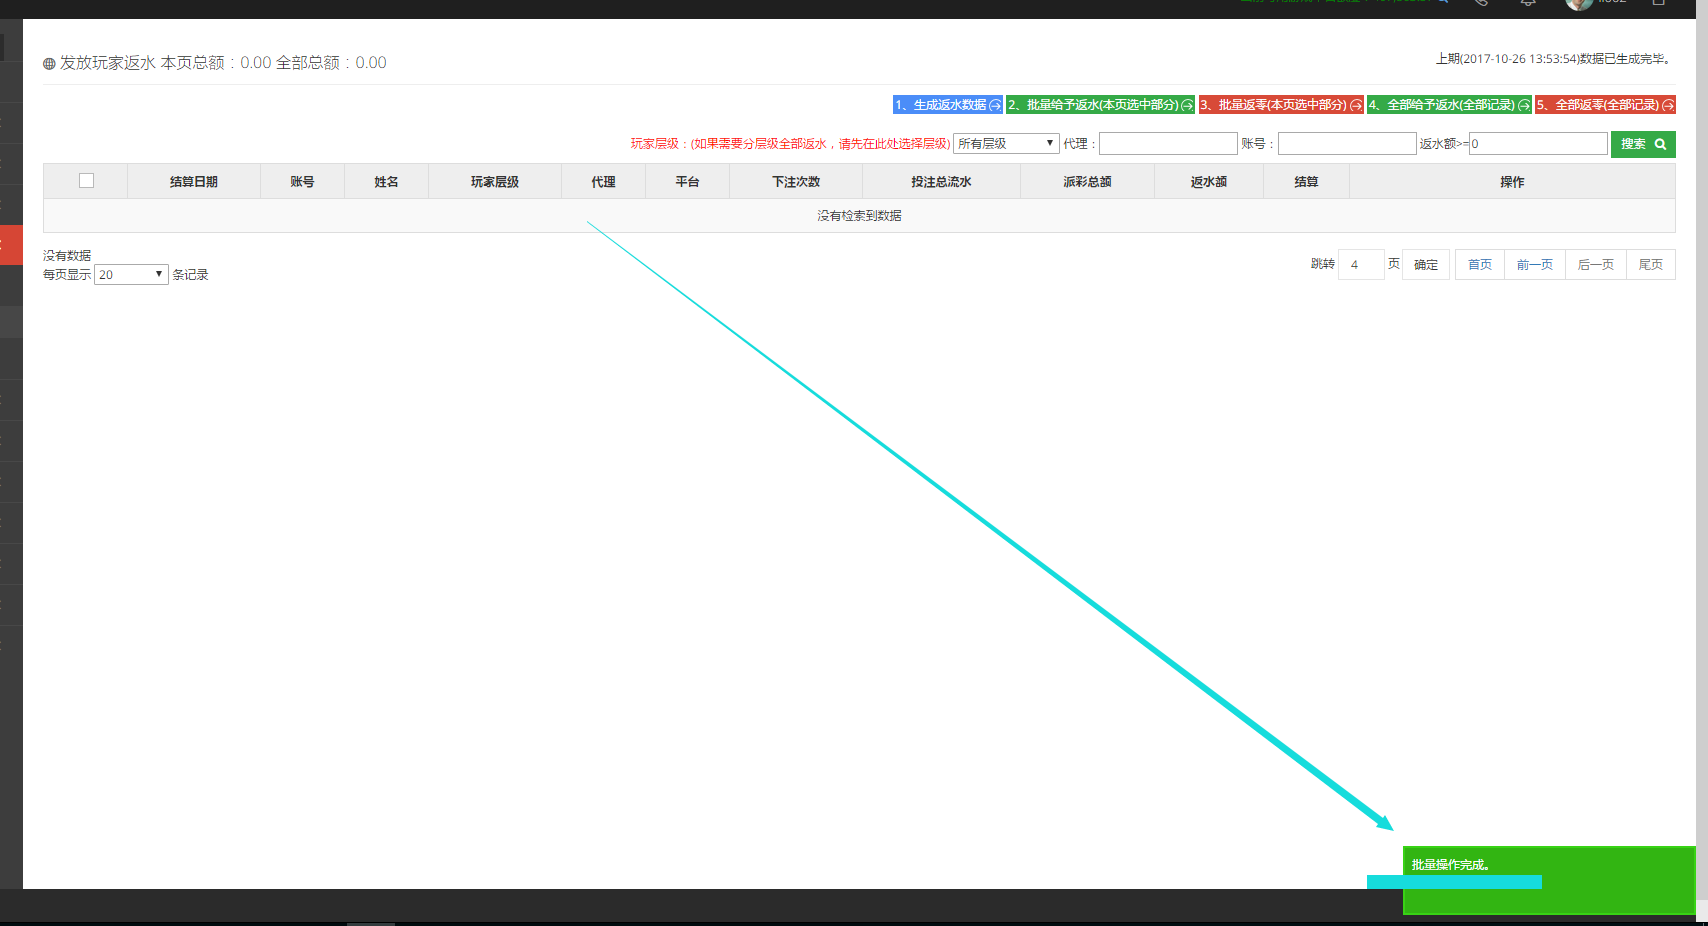 发放玩家返水 本页总额：0.00 全部总额：0.00
上期(2017-10-26 13:53:54)数据已生成完毕。
1、生成返水数据 2、批量给予返水(本页选中部分) 3、批量返零(本页选中部分) 4、全部给予返水(全部记录) 5、全部返零(全部记录)
玩家层级：(如果需要分层级全部返水，请先在此处选择层级) 所有层级 代理： 账号： 返水额>=0 搜索
结算日期 账号 姓名 玩家层级 代理 平台 下注次数 投注总流水 派彩总额 返水额 结算 操作
没有检索到数据
没有数据
每页显示 20 条记录
跳转 4 页 确定 首页 前一页 后一页 尾页
批量操作完成。